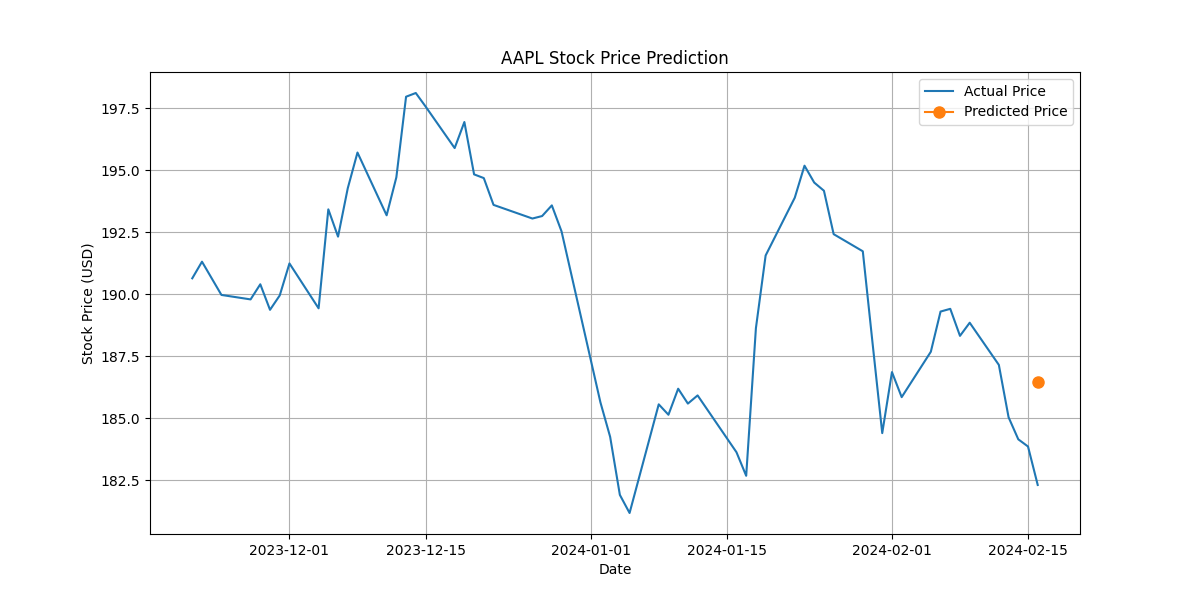 AAPL Stock Price Prediction
Actual Price
Predicted Price
197.5
195.0
192.5
190.0
187.5
185.0
182.5
Stock Price (USD)
2023-12-01
2023-12-15
2024-01-01
2024-01-15
2024-02-01
2024-02-15
Date